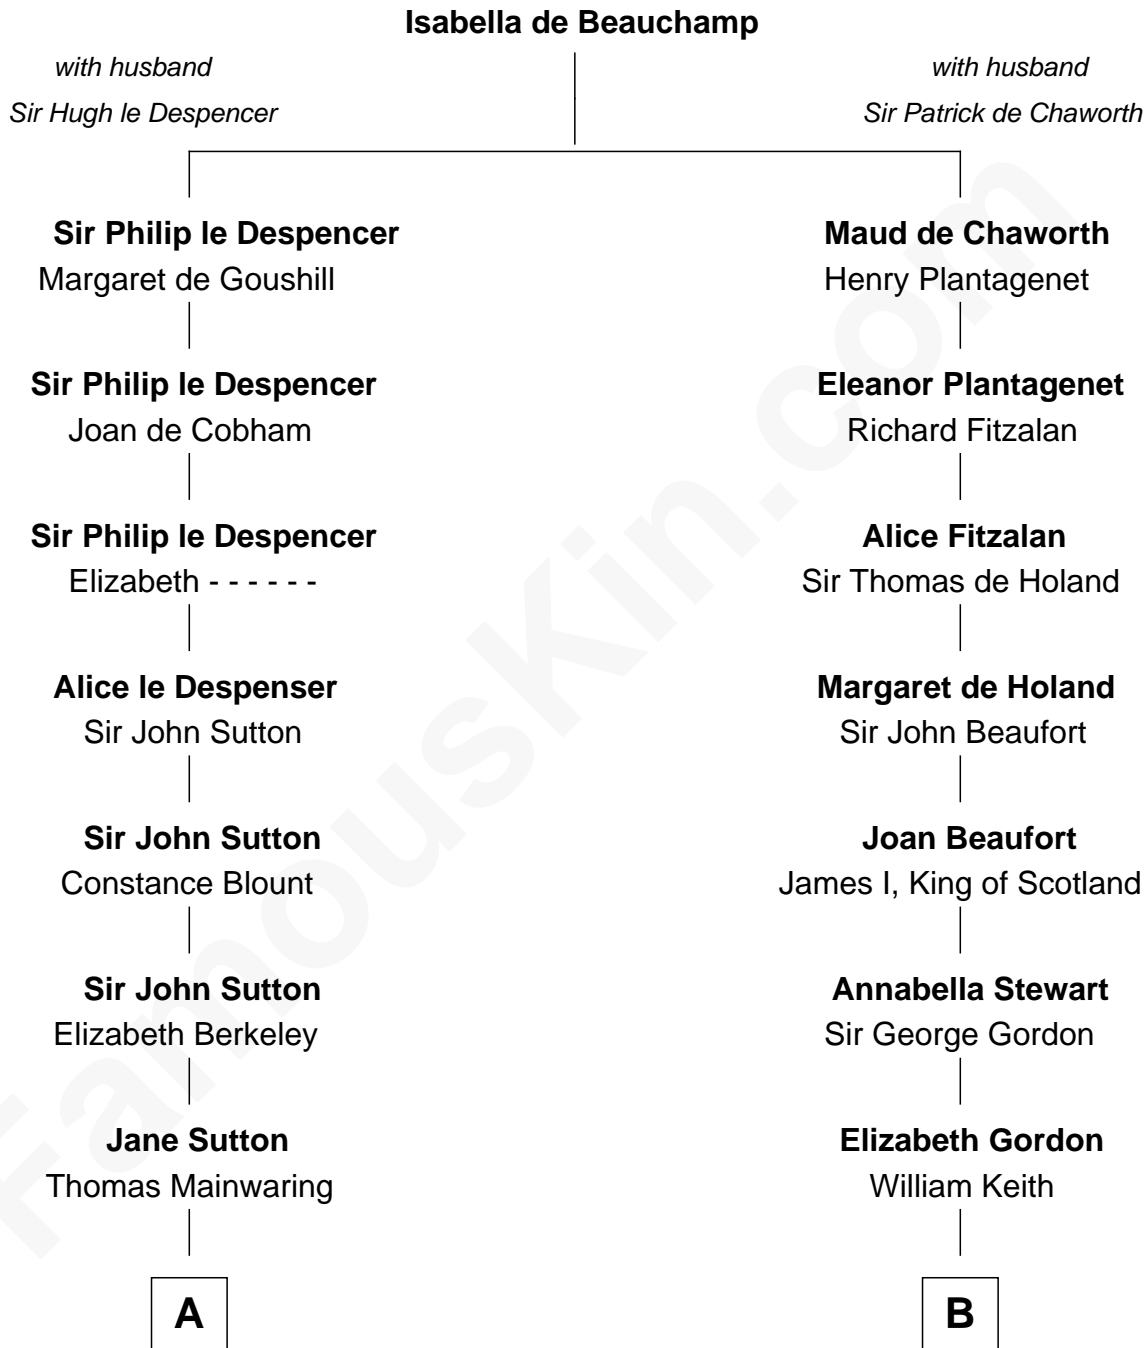 Isabella de Beauchamp
with husband
Sir Hugh le Despencer
with husband
Sir Patrick de Chaworth
Sir Philip le Despencer
Margaret de Goushill
Maud de Chaworth
Henry Plantagenet
Sir Philip le Despencer
Joan de Cobham
Eleanor Plantagenet
Richard Fitzalan
Sir Philip le Despencer
Elizabeth - - - - - -
Alice Fitzalan
Sir Thomas de Holand
Alice le Despenser
Sir John Sutton
Margaret de Holand
Sir John Beaufort
Sir John Sutton
Constance Blount
Joan Beaufort
James I, King of Scotland
Sir John Sutton
Elizabeth Berkeley
Annabella Stewart
Sir George Gordon
Jane Sutton
Thomas Mainwaring
Elizabeth Gordon
William Keith
A
B
FamousKin.com